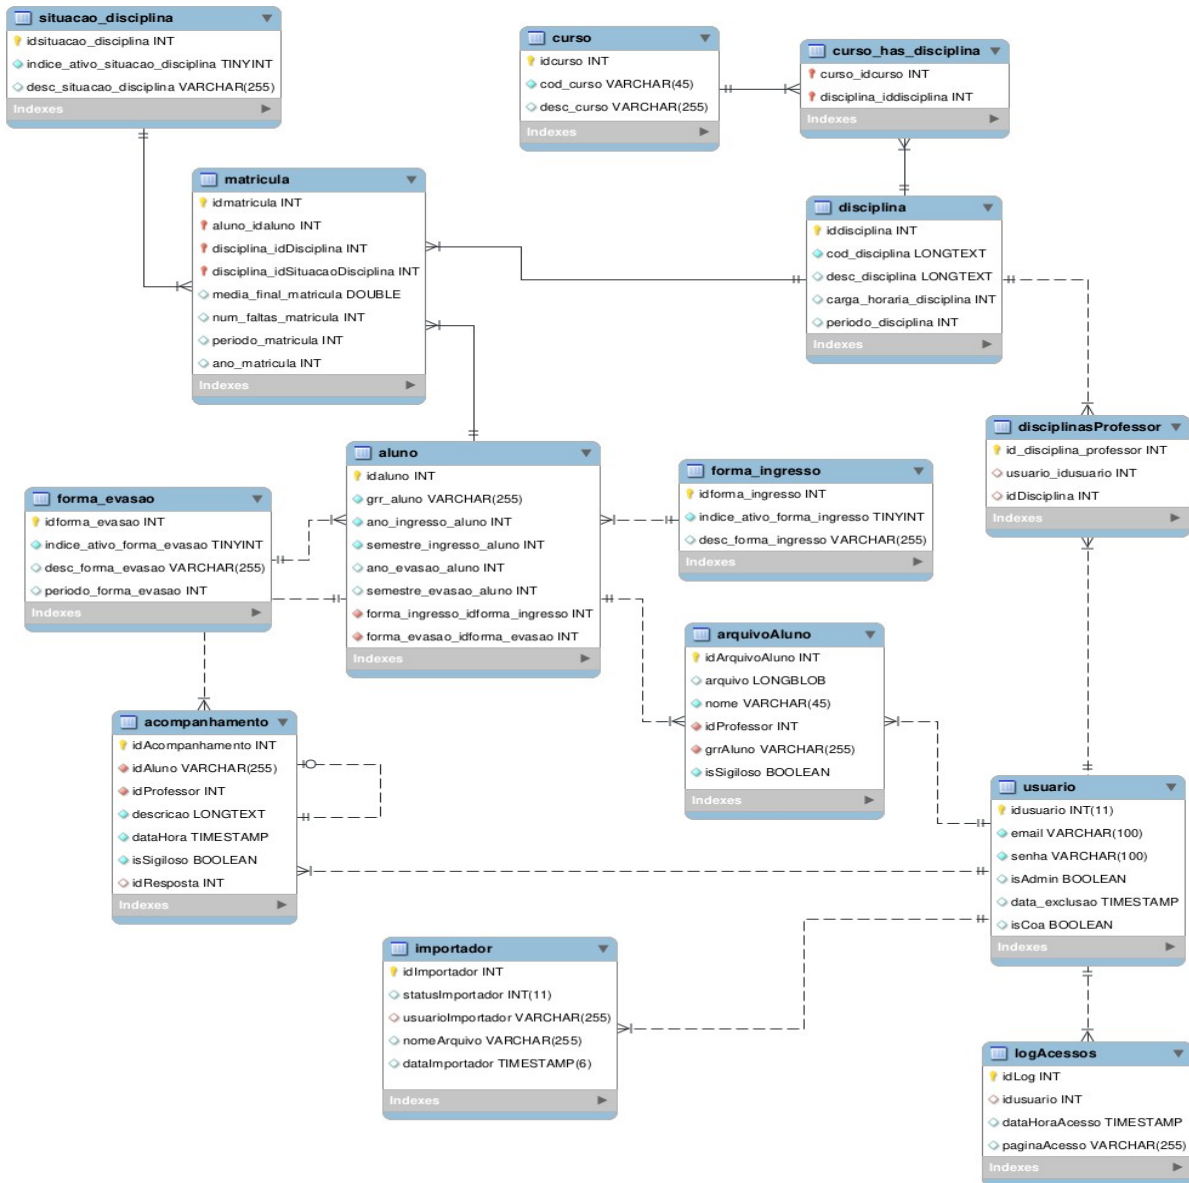 situacao_disciplina
idsituacao_disciplina INT
indice_ativo_situacao_disciplina TINYINT
desc_situacao_disciplina VARCHAR(255)
Indexes
curso
idcurso INT
cod_curso VARCHAR(45)
desc_curso VARCHAR(255)
Indexes
curso_has_disciplina
curso_idcurso INT
disciplina_iddisciplina INT
Indexes
matricula
idmatricula INT
aluno_idaluno INT
disciplina_idDisciplina INT
disciplina_idSituacaoDisciplina INT
media_final_matricula DOUBLE
num_faltas_matricula INT
periodo_matricula INT
ano_matricula INT
Indexes
disciplina
iddisciplina INT
cod_disciplina LONGTEXT
desc_disciplina LONGTEXT
carga_horaria_disciplina INT
periodo_disciplina INT
Indexes
disciplinasProfessor
id_disciplina_professor INT
usuario_idusuario INT
idDisciplina INT
Indexes
aluno
idaluno INT
grr_aluno VARCHAR(255)
ano_ingresso_aluno INT
semestre_ingresso_aluno INT
ano_evasao_aluno INT
semestre_evasao_aluno INT
forma_ingresso_idforma_ingresso INT
forma_evasao_idforma_evasao INT
Indexes
forma_ingresso
idforma_ingresso INT
indice_ativo_forma_ingresso TINYINT
desc_forma_ingresso VARCHAR(255)
Indexes
forma_evasao
idforma_evasao INT
indice_ativo_forma_evasao TINYINT
desc_forma_evasao VARCHAR(255)
periodo_forma_evasao INT
Indexes
arquivoAluno
idArquivoAluno INT
arquivo LONGBLOB
nome VARCHAR(45)
idProfessor INT
grrAluno VARCHAR(255)
isSigiloso BOOLEAN
Indexes
acompanhamento
idAcompanhamento INT
idAluno VARCHAR(255)
idProfessor INT
descricao LONGTEXT
dataHora TIMESTAMP
isSigiloso BOOLEAN
idResposta INT
Indexes
usuario
idusuario INT(11)
email VARCHAR(100)
senha VARCHAR(100)
isAdmin BOOLEAN
data_exclusao TIMESTAMP
isCoa BOOLEAN
Indexes
importador
idImportador INT
statusImportador INT(11)
usuarioImportador VARCHAR(255)
nomeArquivo VARCHAR(255)
dataImportador TIMESTAMP(6)
Indexes
logAcessos
idLog INT
idusuario INT
dataHoraAcesso TIMESTAMP
paginaAcesso VARCHAR(255)
Indexes